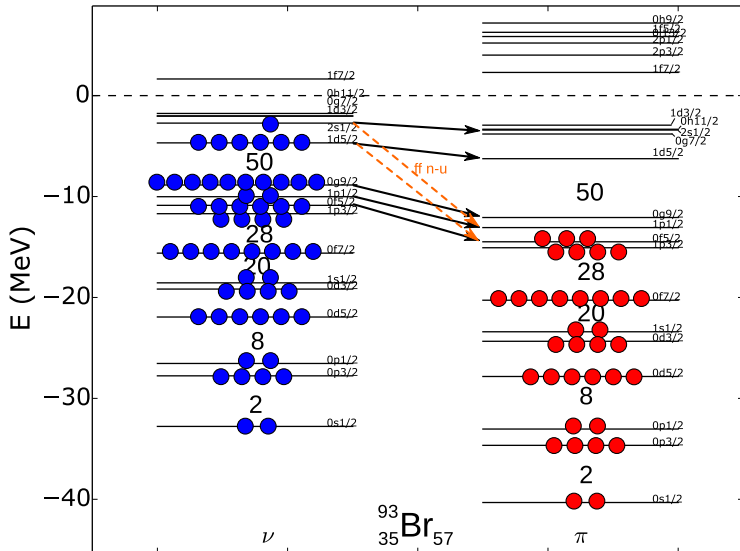 E (MeV)
0
−10
−20
−30
−40
1f7/2
0h11/2
0g7/2
1d3/2
2s1/2
1d5/2
50
0g9/2
1p1/2
0f5/2
1p3/2
28
0f7/2
20
1s1/2
0d3/2
0d5/2
8
0p1/2
0p3/2
2
0s1/2
ν
ff n-u
93
35Br57
0h9/2
1f5/2
2p1/2
2p3/2
1f7/2
1d3/2
0h11/2
2s1/2
0g7/2
1d5/2
50
0g9/2
1p1/2
0f5/2
1p3/2
28
0f7/2
20
1s1/2
0d3/2
0d5/2
8
0p1/2
0p3/2
2
0s1/2
π